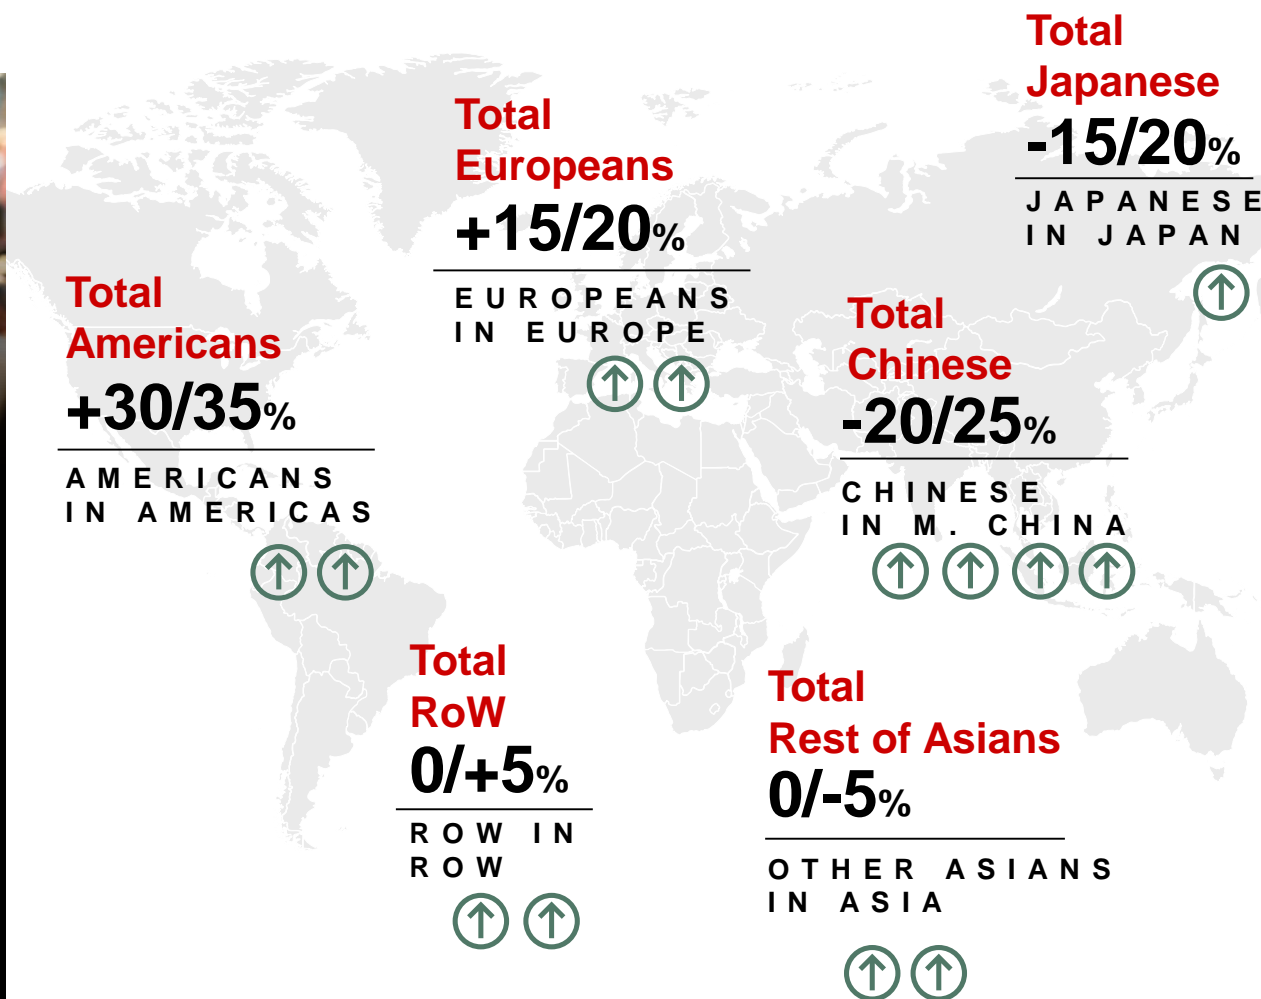 Total
Japanese
-15/20%
JAPANESE
IN JAPAN
Total
Europeans
+15/20%
EUROPEANS
IN EUROPE
Total
Americans
+30/35%
AMERICANS
IN AMERICAS
Total
Chinese
-20/25%
CHINESE
IN M. CHINA
Total
RoW
0/+5%
ROW IN
ROW
Total
Rest of Asians
0/-5%
OTHER ASIANS
IN ASIA